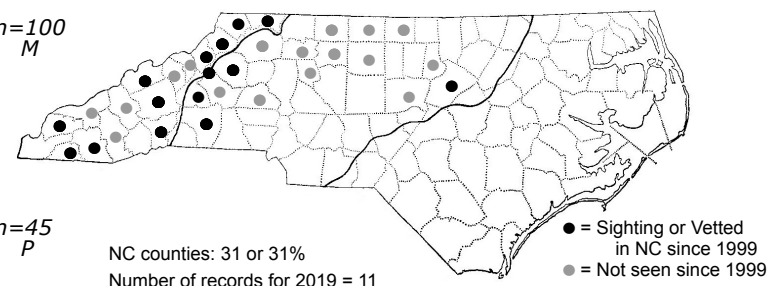 n=100
M
n=45
P
NC counties: 31 or 31%
Number of records for 2019 = 11
● = Sighting or Vetted
in NC since 1999
● = Not seen since 1999